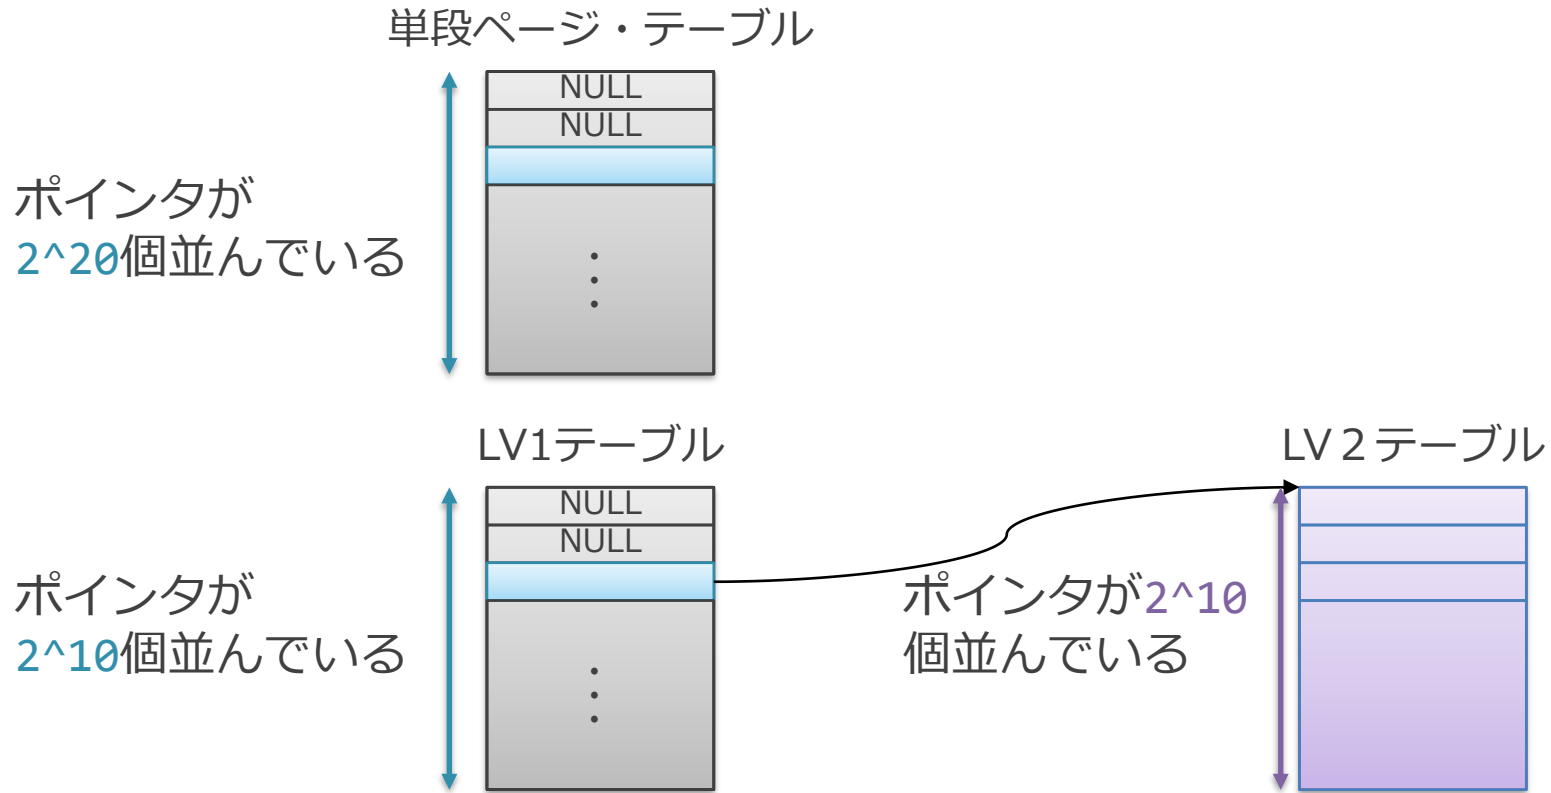 単段ページ・テーブル
NULL
NULL
ポインタが
2^20個並んでいる
LV1テーブル
NULL
NULL
ポインタが
2^10個並んでいる
LV２テーブル
ポインタが2^10
個並んでいる